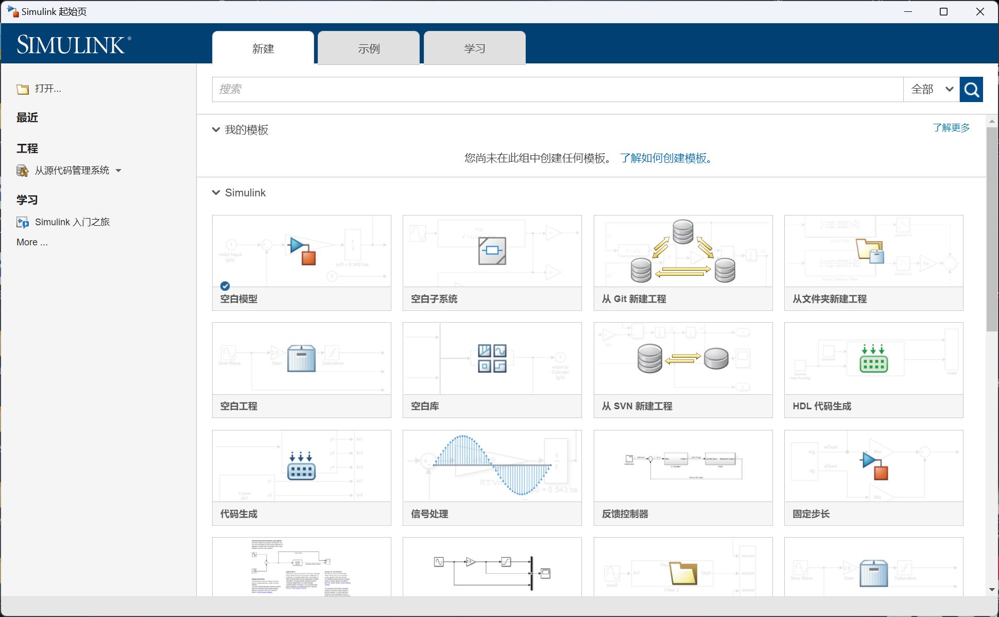 Simulink 起始页
SIMULINK®
新建
示例
学习
打开...
最近
工程
从源代码管理系统
学习
Simulink 入门之旅
More ...
搜索
全部
我的模板
了解更多
您尚未在此组中创建任何模板。 了解如何创建模板。
Simulink
空白模型
空白子系统
从 Git 新建工程
从文件夹新建工程
空白工程
空白库
从 SVN 新建工程
HDL 代码生成
代码生成
信号处理
反馈控制器
固定步长